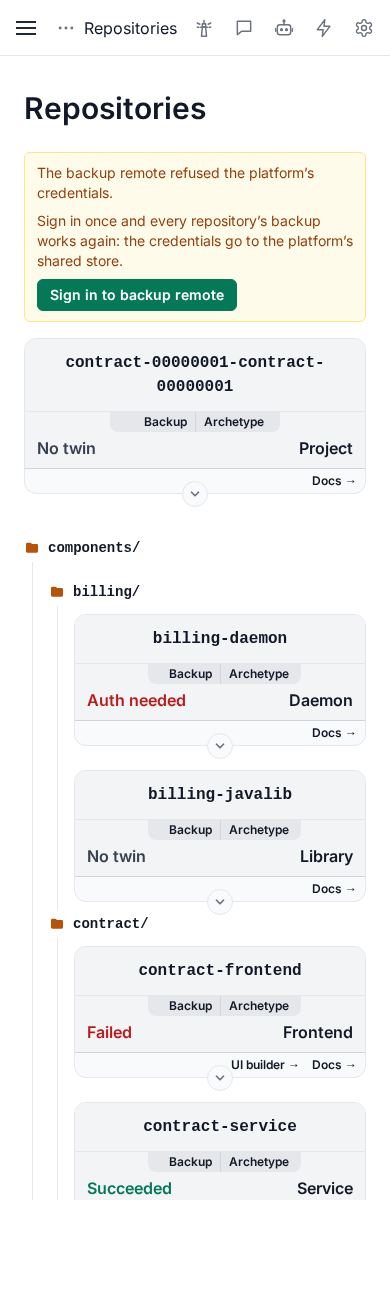 Repositories
Repositories
The backup remote refused the platform’s
credentials.
Sign in once and every repository’s backup
works again: the credentials go to the platform’s
shared store.
Sign in to backup remote
contract-00000001-contract-
00000001
Backup Archetype
No twin Project
Docs →
components/
billing/
billing-daemon
Backup Archetype
Auth needed Daemon
Docs →
billing-javalib
Backup Archetype
No twin Library
Docs →
contract/
contract-frontend
Backup Archetype
Failed Frontend
UI builder → Docs →
contract-service
Backup Archetype
Succeeded Service